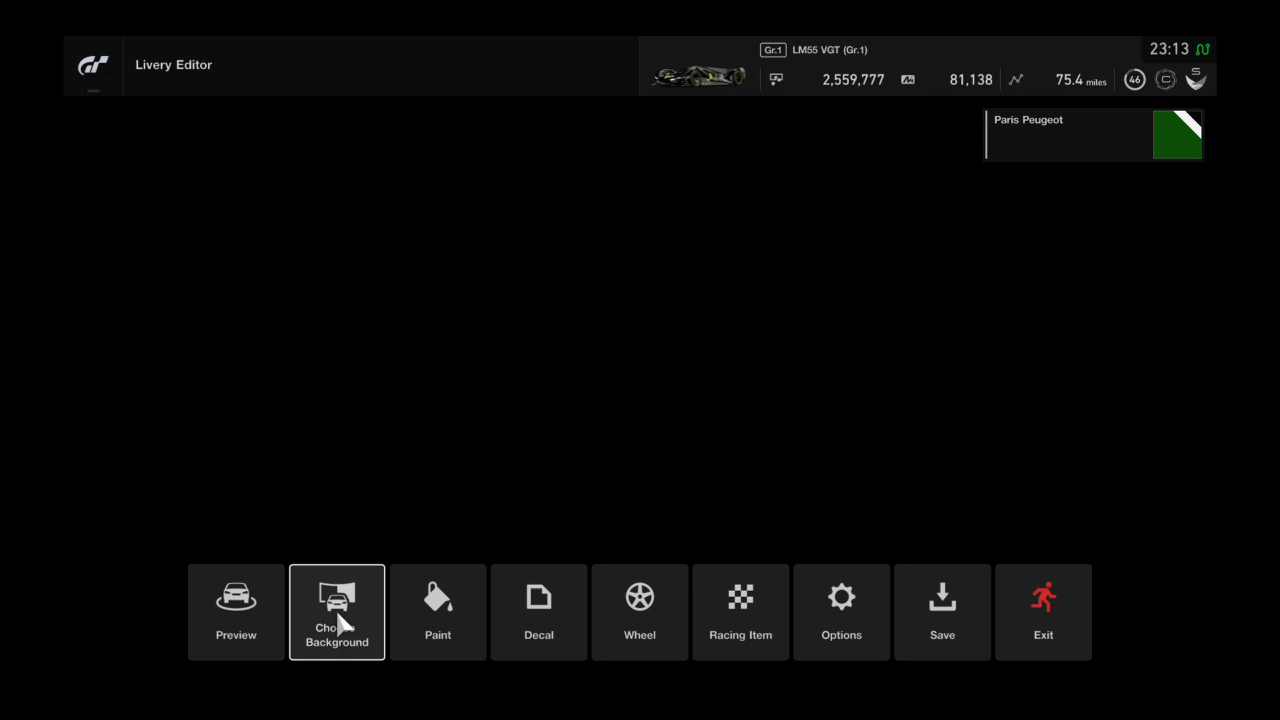 Livery Editor
Gr.1 LM55 VGT (Gr.1)
23:13
2,559,777 81,138 75.4 miles 46 C S
Paris Peugeot
Preview
Background
Paint
Decal
Wheel
Racing Item
Options
Save
Exit